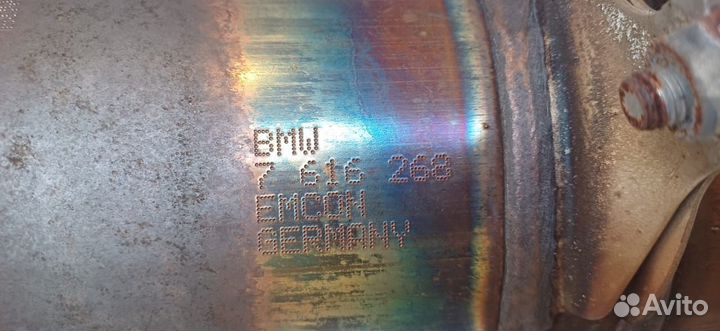 BMW
7 616 268
EMCON
GERMANY
Avito